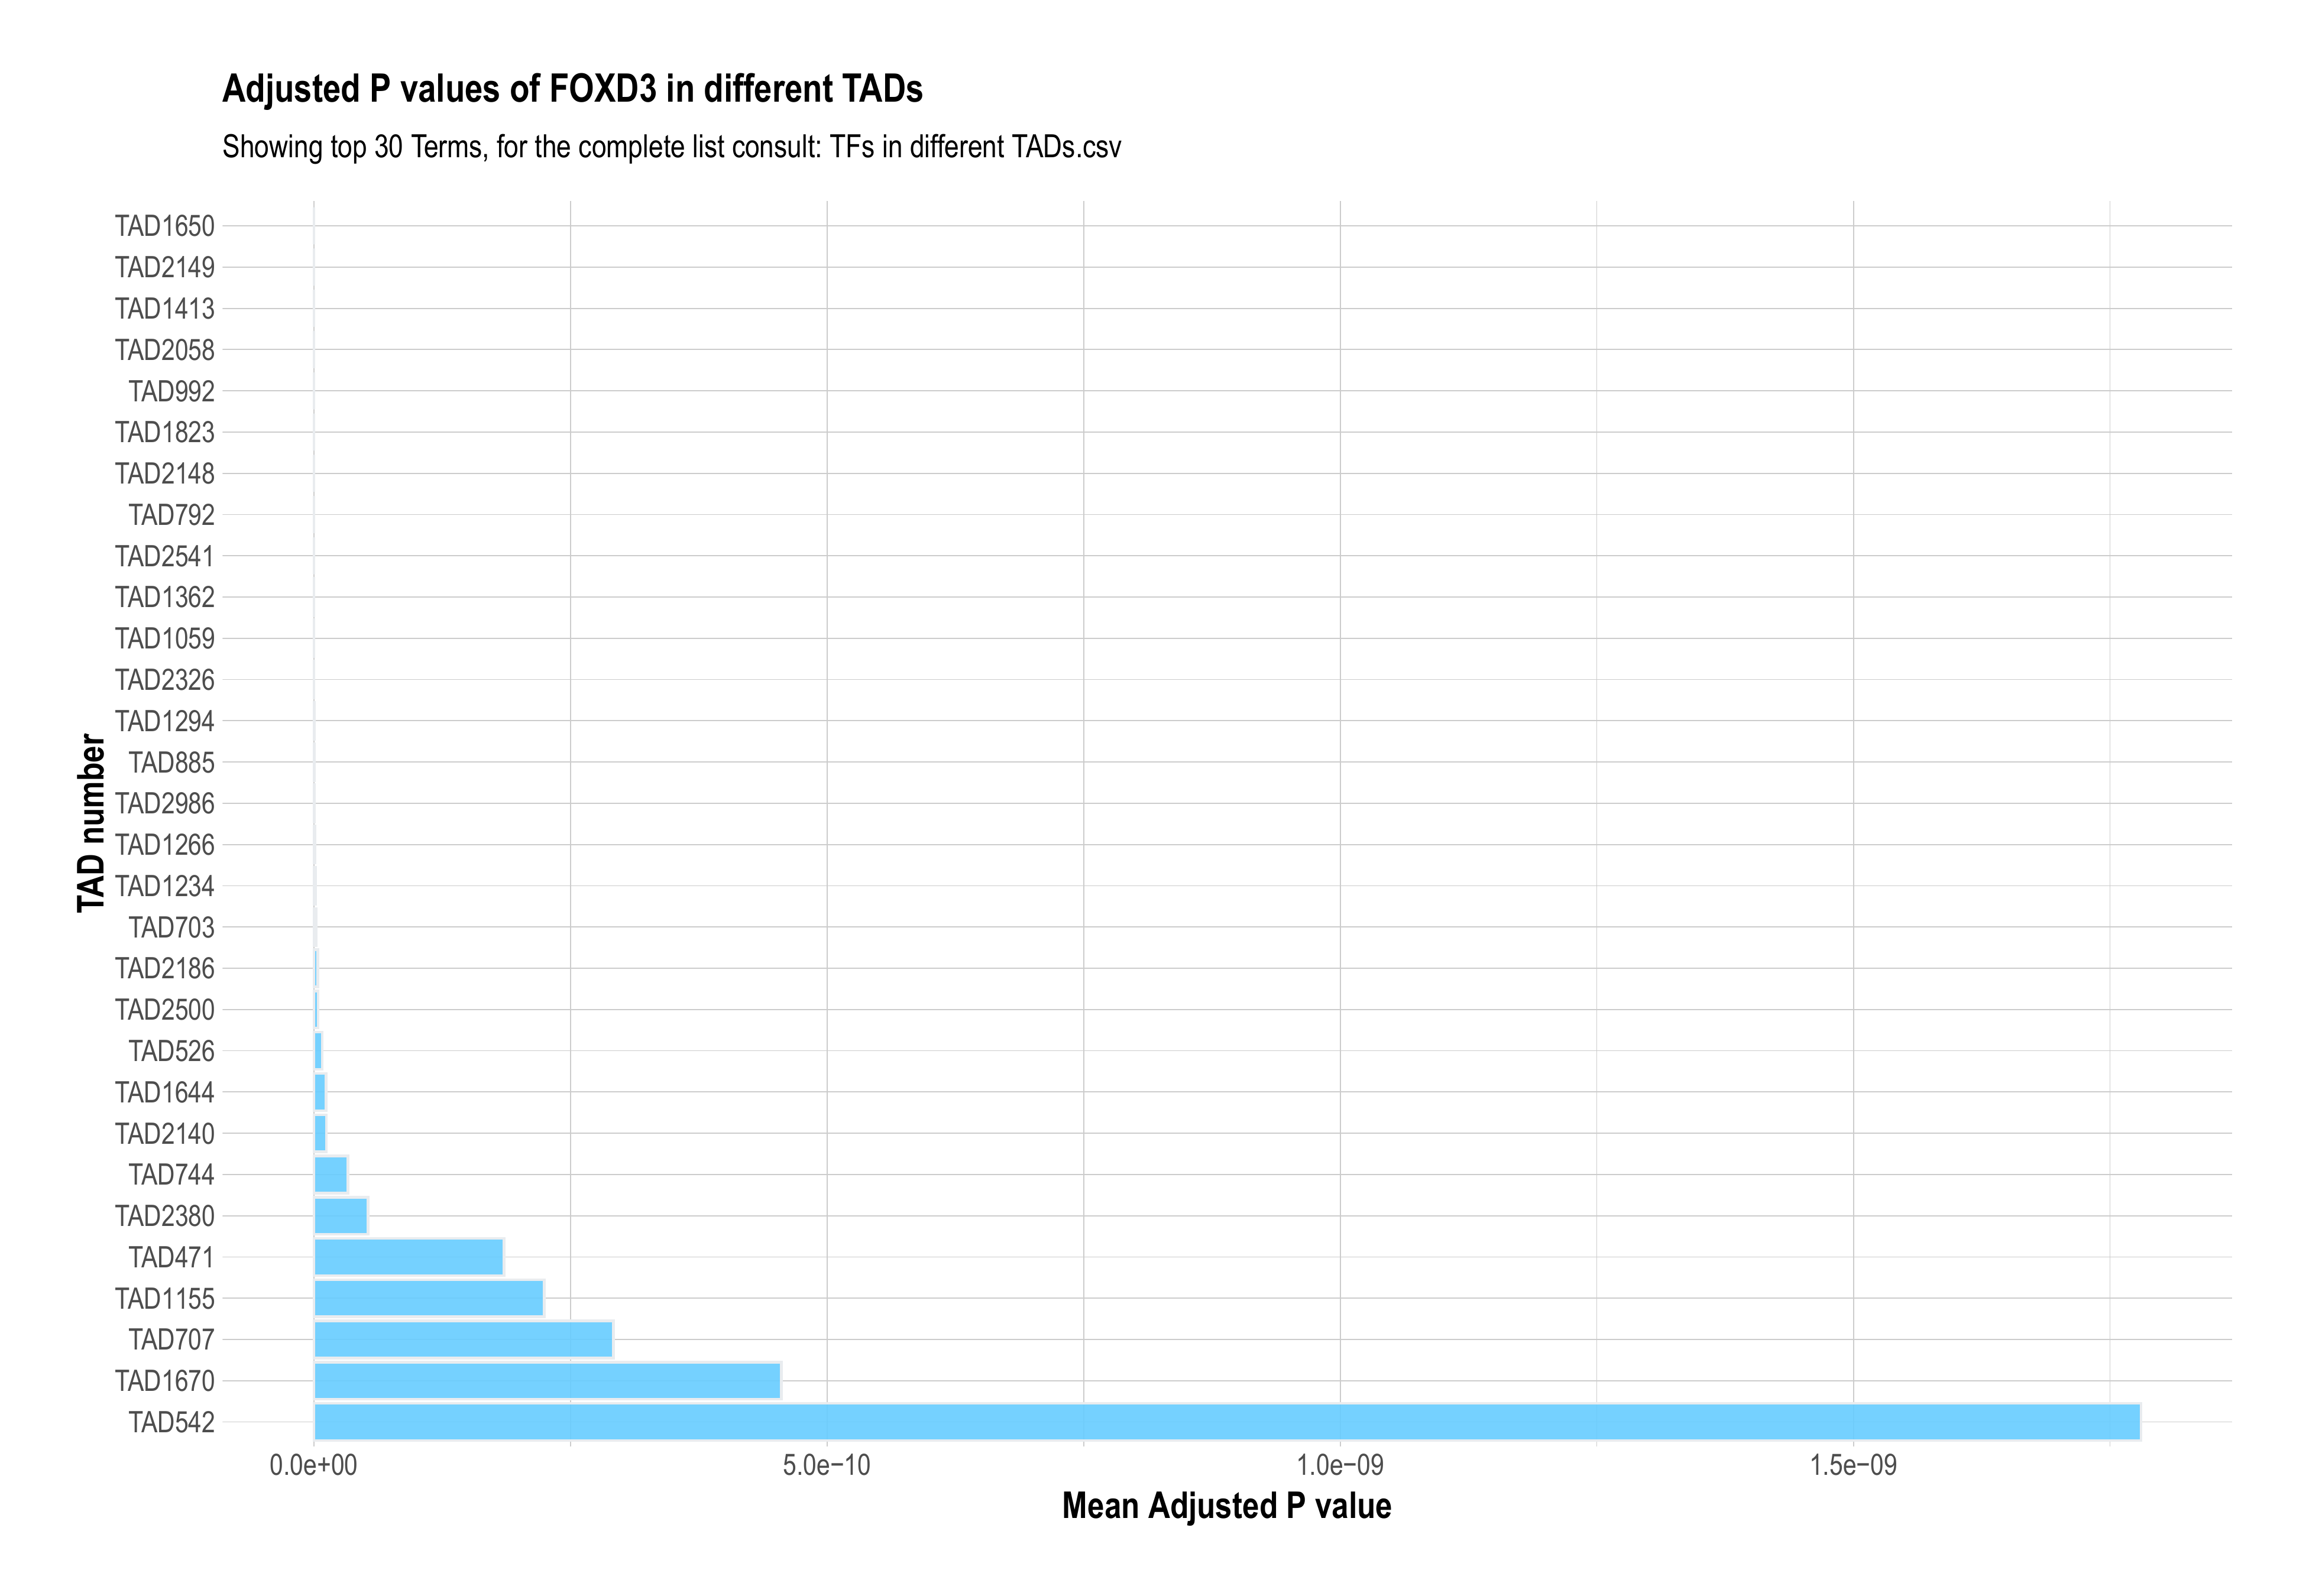 Adjusted P values of FOXD3 in different TADs
Showing top 30 Terms, for the complete list consult: TFs in different TADs.csv
TAD1650
TAD2149
TAD1413
TAD2058
TAD992
TAD1823
TAD2148
TAD792
TAD2541
TAD1362
TAD1059
TAD2326
TAD1294
TAD885
TAD2986
TAD1266
TAD1234
TAD703
TAD2186
TAD2500
TAD526
TAD1644
TAD2140
TAD744
TAD2380
TAD471
TAD1155
TAD707
TAD1670
TAD542
TAD number
0.0e+00 5.0e−10 1.0e−09 1.5e−09
Mean Adjusted P value